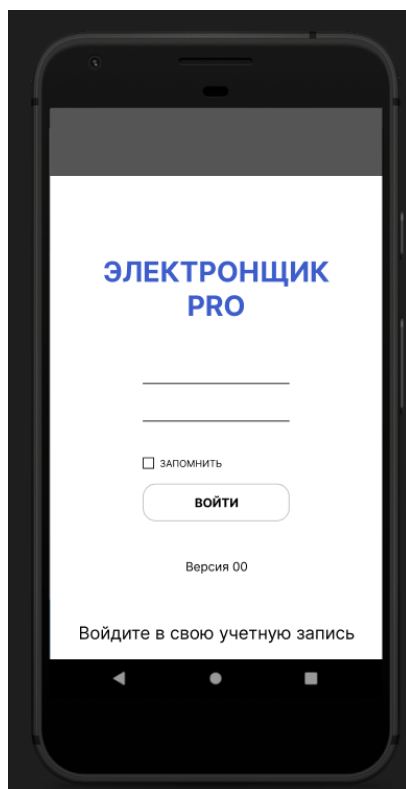 ЭЛЕКТРОНЩИК
PRO
ЗАПОМНИТЬ
ВОЙТИ
Версия 00
Войдите в свою учетную запись